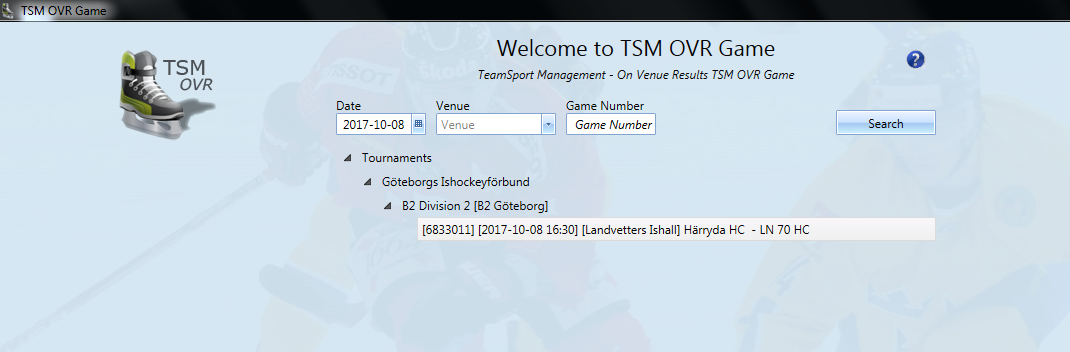 TSM OVR Game
TSM
OVR
Welcome to TSM OVR Game
TeamSport Management - On Venue Results TSM OVR Game
?
Date Venue Game Number
2017-10-08 Venue Game Number Search
Tournaments
Göteborgs Ishockeyförbund
B2 Division 2 [B2 Göteborg]
[6833011] [2017-10-08 16:30] [Landvetters Ishall] Härryda HC - LN 70 HC
TISSOT
Skoda